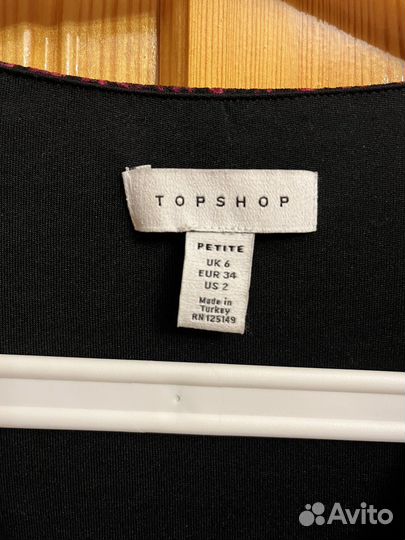 TOPSHOP
PETITE
UK 6
EUR 34
US 2
Made in
Turkey
RN 125149
Avito